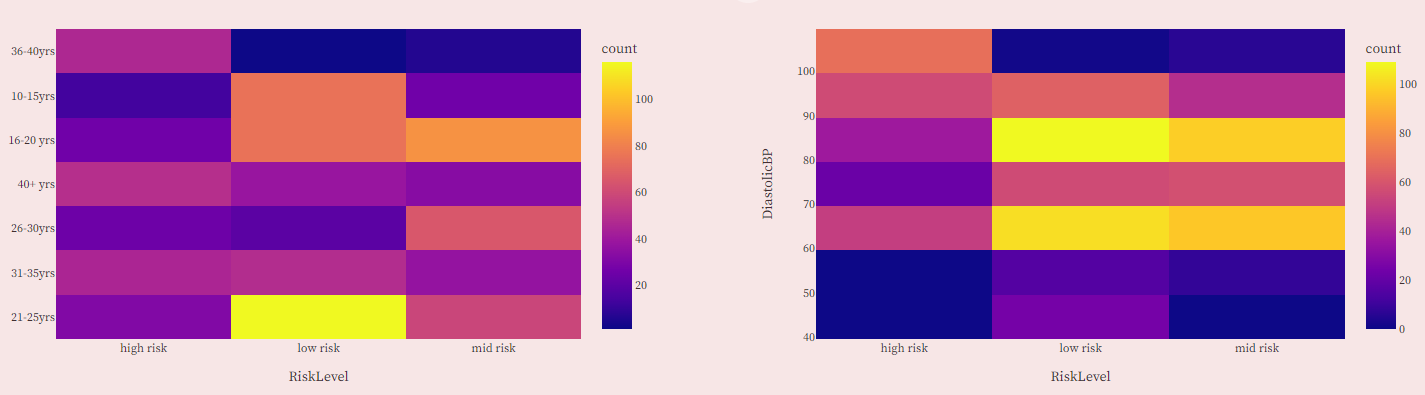 36-40yrs
10-15yrs
16-20 yrs
40+ yrs
26-30yrs
31-35yrs
21-25yrs
high risk
low risk
mid risk
RiskLevel
count
100
80
60
40
20
DiastolicBP
100
90
80
70
60
50
40
high risk
low risk
mid risk
RiskLevel
count
100
80
60
40
20
0